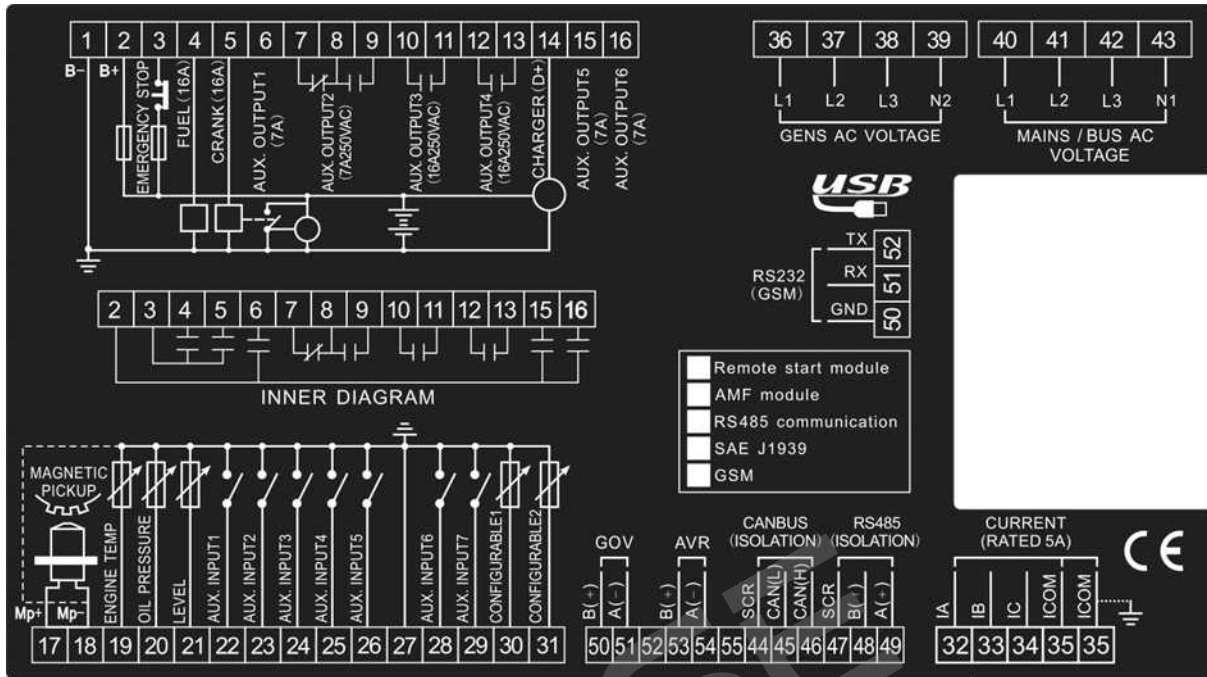 1 2 3 4 5 6 7 8 9 10 11 12 13 14 15 16
B- B+
EMERGENCY STOP
FUEL (16A)
CRANK (16A)
AUX. OUTPUT1
(7A)
AUX. OUTPUT2
(7A250VAC)
AUX. OUTPUT3
(16A250VAC)
AUX. OUTPUT4
(16A250VAC)
CHARGER (D+)
AUX. OUTPUT5
(7A)
AUX. OUTPUT6
(7A)
36 37 38 39
L1 L2 L3 N2
GENS AC VOLTAGE
40 41 42 43
L1 L2 L3 N1
MAINS / BUS AC
VOLTAGE
USB
RS232
(GSM)
TX 52
RX 51
GND 50
2 3 4 5 6 7 8 9 10 11 12 13 15 16
INNER DIAGRAM
Remote start module
AMF module
RS485 communication
SAE J1939
GSM
MAGNETIC
PICKUP
Mp+ Mp-
ENGINE TEMP
OIL PRESSURE
LEVEL
AUX. INPUT1
AUX. INPUT2
AUX. INPUT3
AUX. INPUT4
AUX. INPUT5
AUX. INPUT6
AUX. INPUT7
CONFIGURABLE1
CONFIGURABLE2
17 18 19 20 21 22 23 24 25 26 27 28 29 30 31
GOV
B(+)
A(-)
AVR
B(+)
A(-)
CANBUS
(ISOLATION)
SCR
CAN(L)
CAN(H)
RS485
(ISOLATION)
SCR
B(+)
A(+)
50 51 52 53 54 55 44 45 46 47 48 49
CURRENT
(RATED 5A)
IA
IB
IC
ICOM
ICOM
32 33 34 35 35
CE